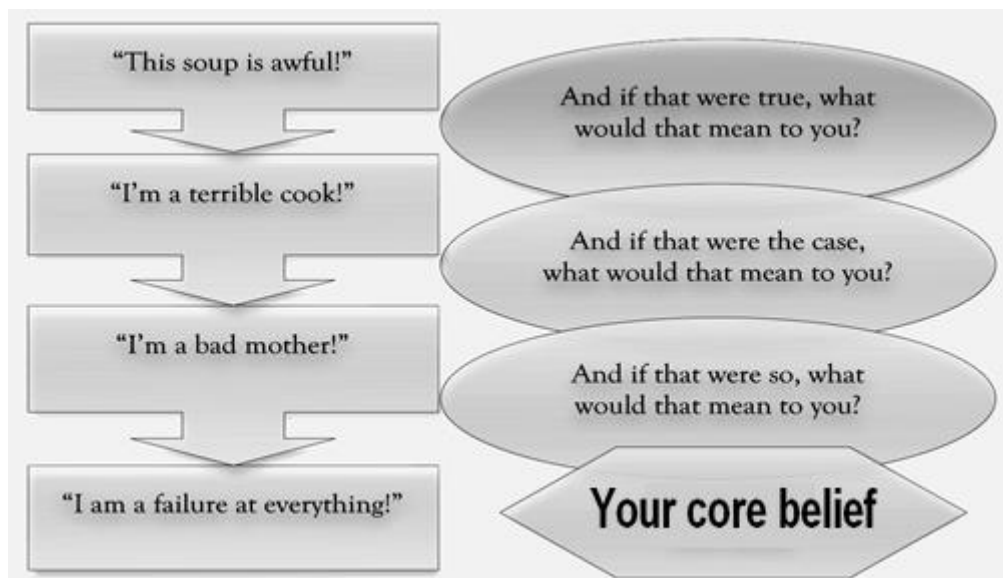 “This soup is awful!”
And if that were true, what
would that mean to you?
“I’m a terrible cook!”
And if that were the case,
what would that mean to you?
“I’m a bad mother!”
And if that were so, what
would that mean to you?
“I am a failure at everything!”
Your core belief